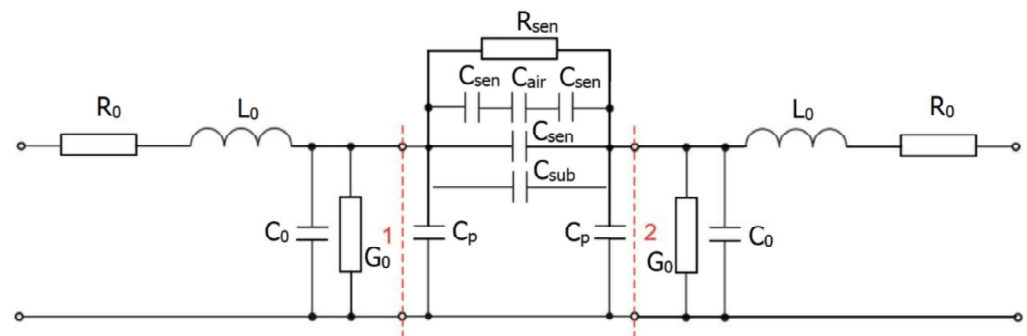 Rsen
Csen Cair Csen
R0 L0 Csen L0 R0
Csub
C0 G0 1 Cp Cp 2 G0 C0